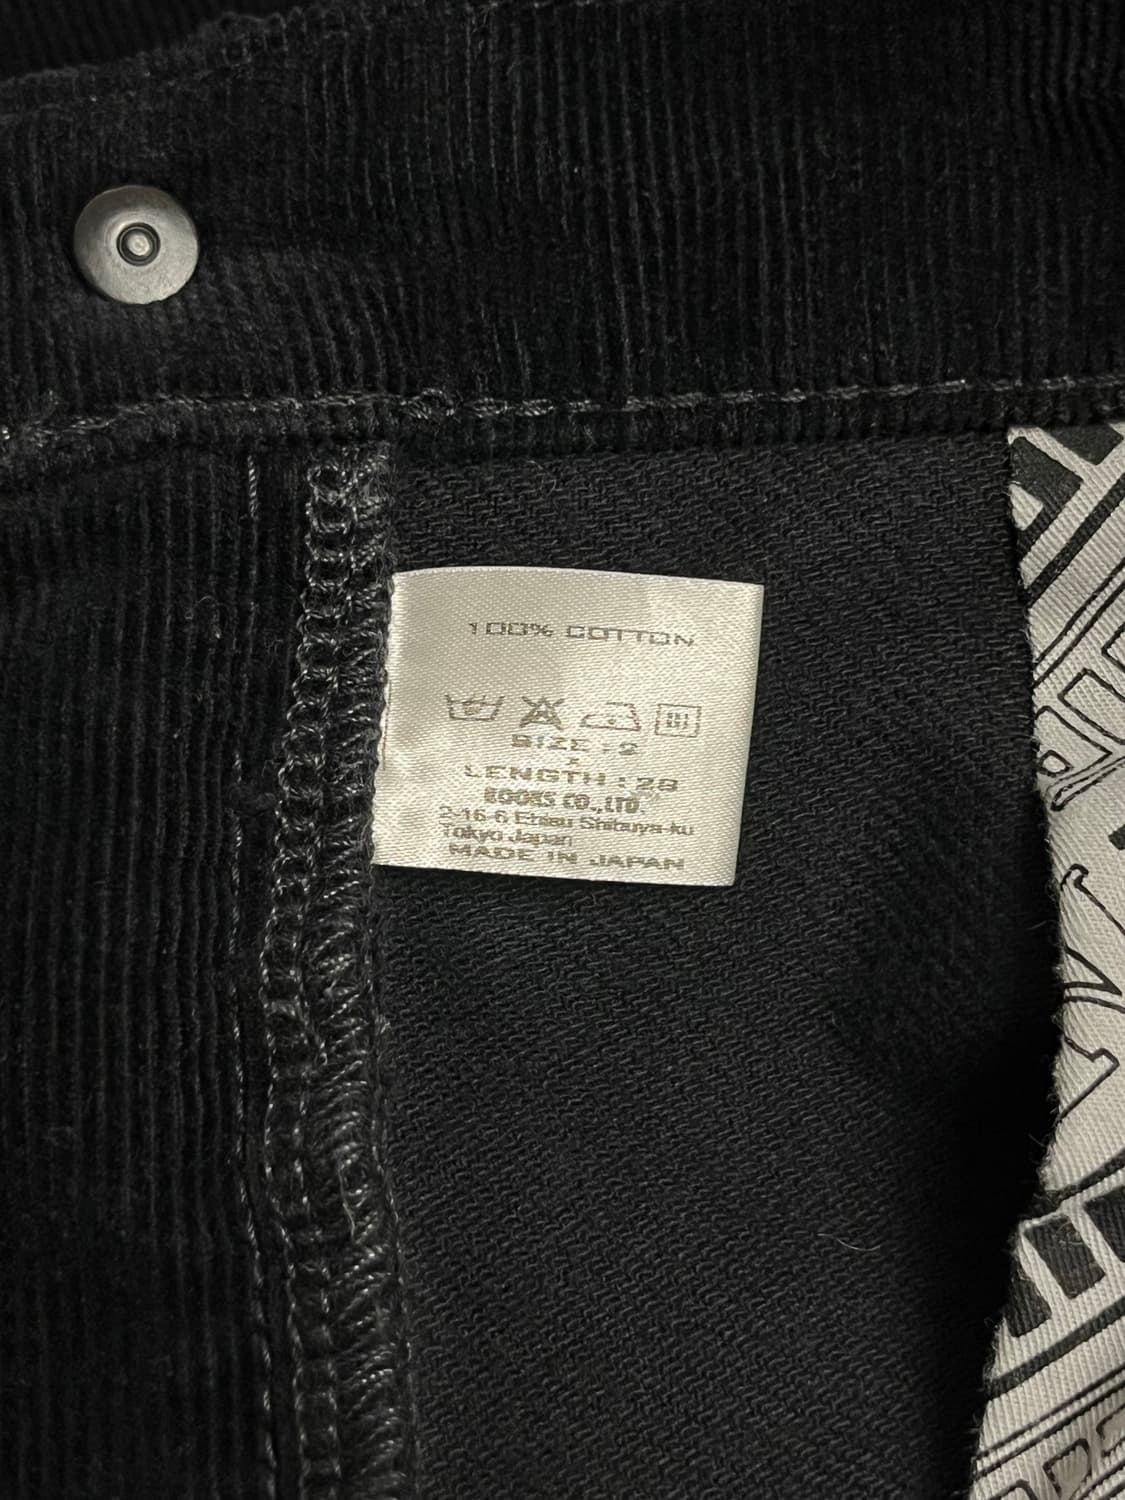 100% COTTON
SIZE : 2
LENGTH : 28
CO., LTD.
2-16-6 Ebisu Shibuya-ku
Tokyo Japan
MADE IN JAPAN